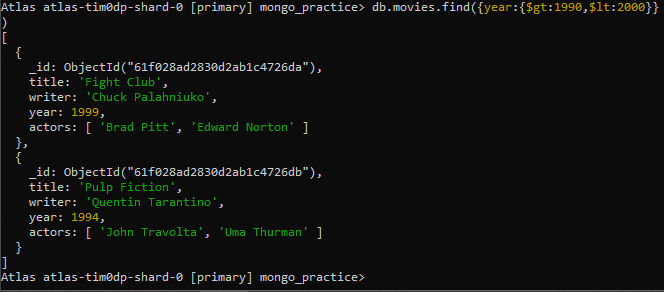 Atlas atlas-tim0dp-shard-0 [primary] mongo_practice> db.movies.find({year:{$gt:1990,$lt:2000}}
)
[
  {
    _id: ObjectId("61f028ad2830d2ab1c4726da"),
    title: 'Fight Club',
    writer: 'Chuck Palahniuko',
    year: 1999,
    actors: [ 'Brad Pitt', 'Edward Norton' ]
  },
  {
    _id: ObjectId("61f028ad2830d2ab1c4726db"),
    title: 'Pulp Fiction',
    writer: 'Quentin Tarantino',
    year: 1994,
    actors: [ 'John Travolta', 'Uma Thurman' ]
  }
]
Atlas atlas-tim0dp-shard-0 [primary] mongo_practice>